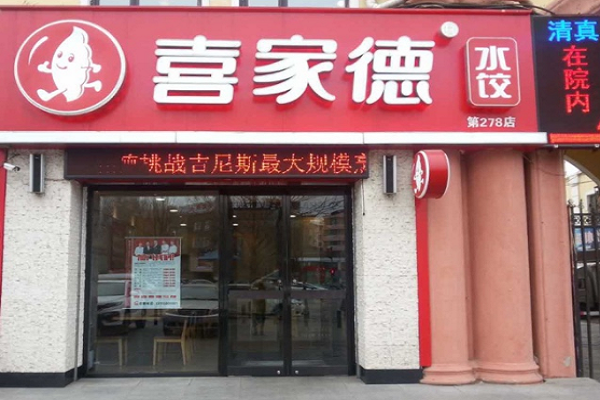 喜家德
水饺
第278店
清真
在院内
挑战吉尼斯最大规模